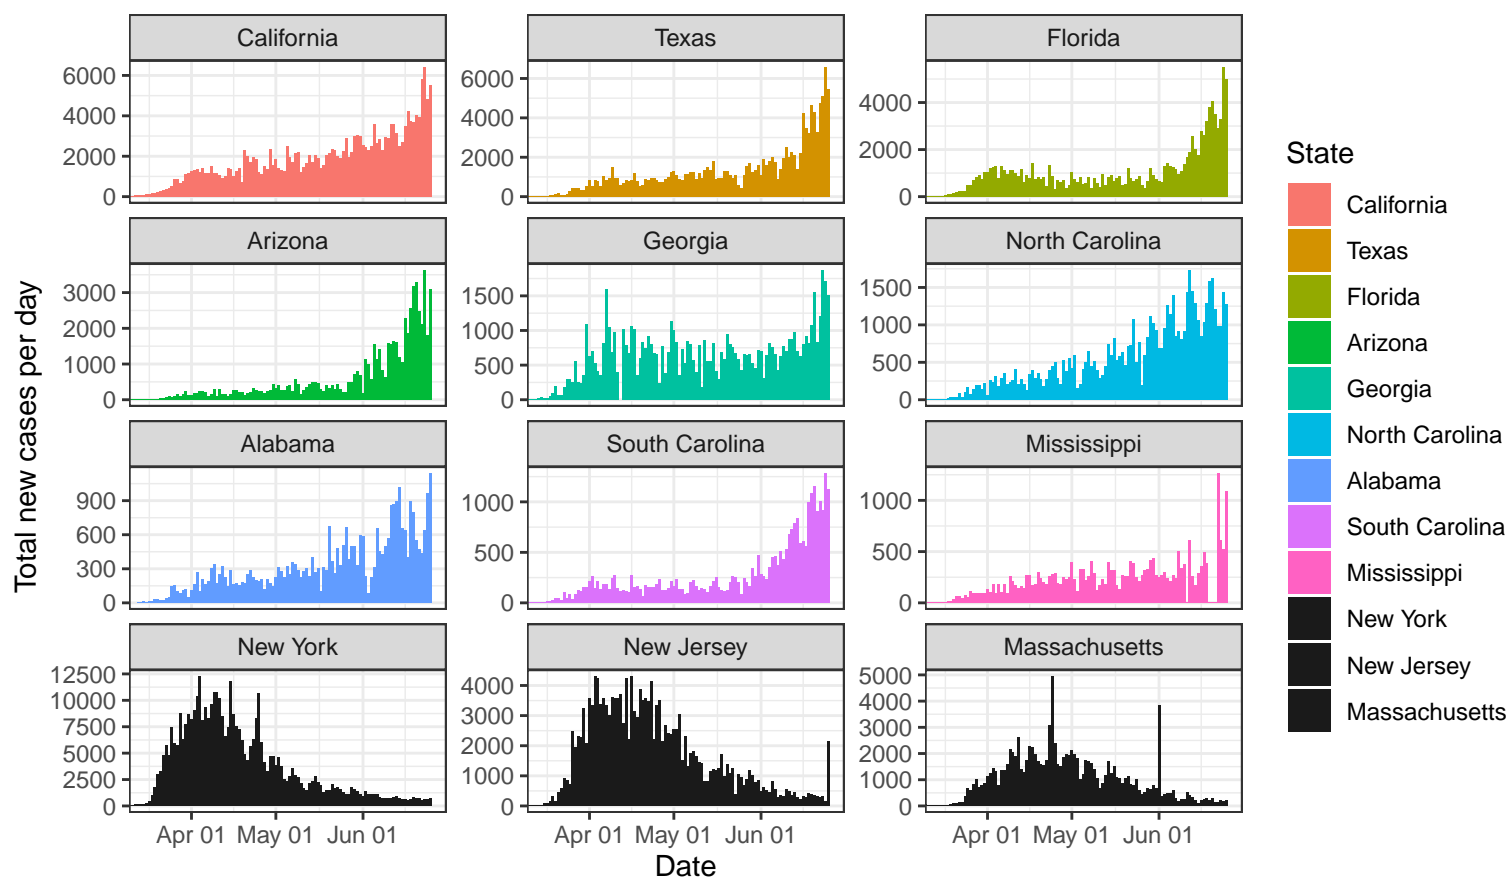 California
Texas
Florida
6000
4000
2000
0
6000
4000
2000
0
4000
2000
0
Arizona
Georgia
North Carolina
3000
2000
1000
0
1500
1000
500
0
1500
1000
500
0
Alabama
South Carolina
Mississippi
900
600
300
0
1000
500
0
1000
500
0
New York
New Jersey
Massachusetts
12500
10000
7500
5000
2500
0
4000
3000
2000
1000
0
5000
4000
3000
2000
1000
0
Apr 01 May 01 Jun 01
Apr 01 May 01 Jun 01
Apr 01 May 01 Jun 01
Date
Total new cases per day
State
California
Texas
Florida
Arizona
Georgia
North Carolina
Alabama
South Carolina
Mississippi
New York
New Jersey
Massachusetts